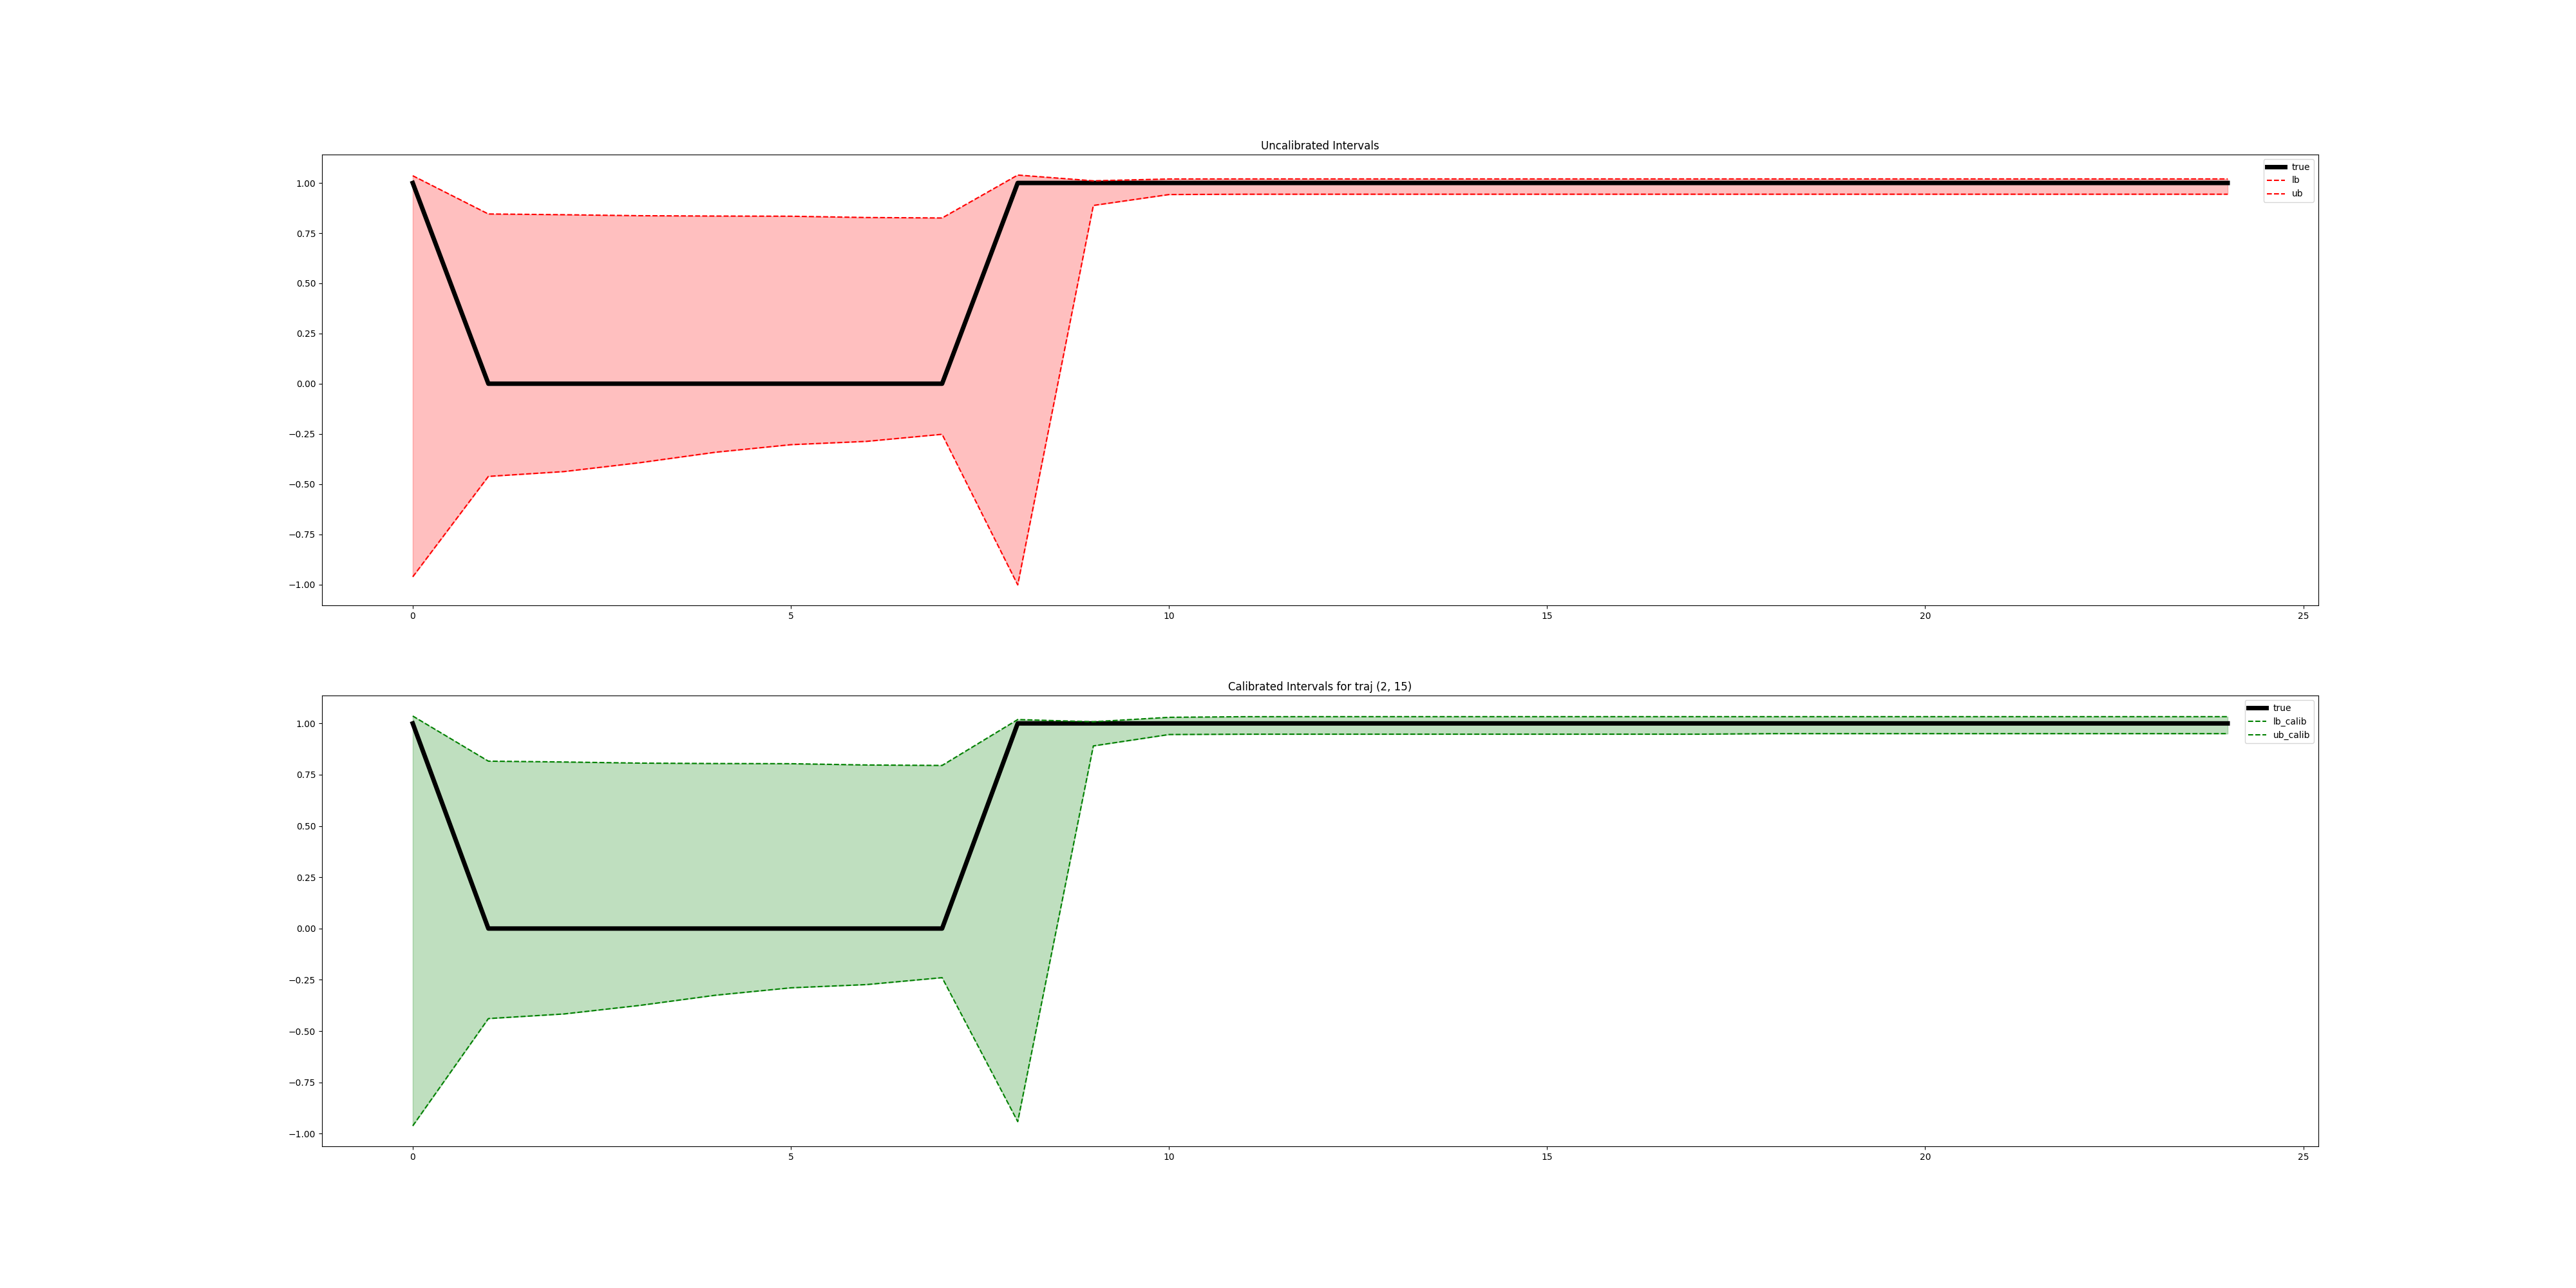 Uncalibrated Intervals
true
lb
ub
1.00
0.75
0.50
0.25
0.00
−0.25
−0.50
−0.75
−1.00
0 5 10 15 20 25
Calibrated Intervals for traj (2, 15)
true
lb_calib
ub_calib
1.00
0.75
0.50
0.25
0.00
−0.25
−0.50
−0.75
−1.00
0 5 10 15 20 25